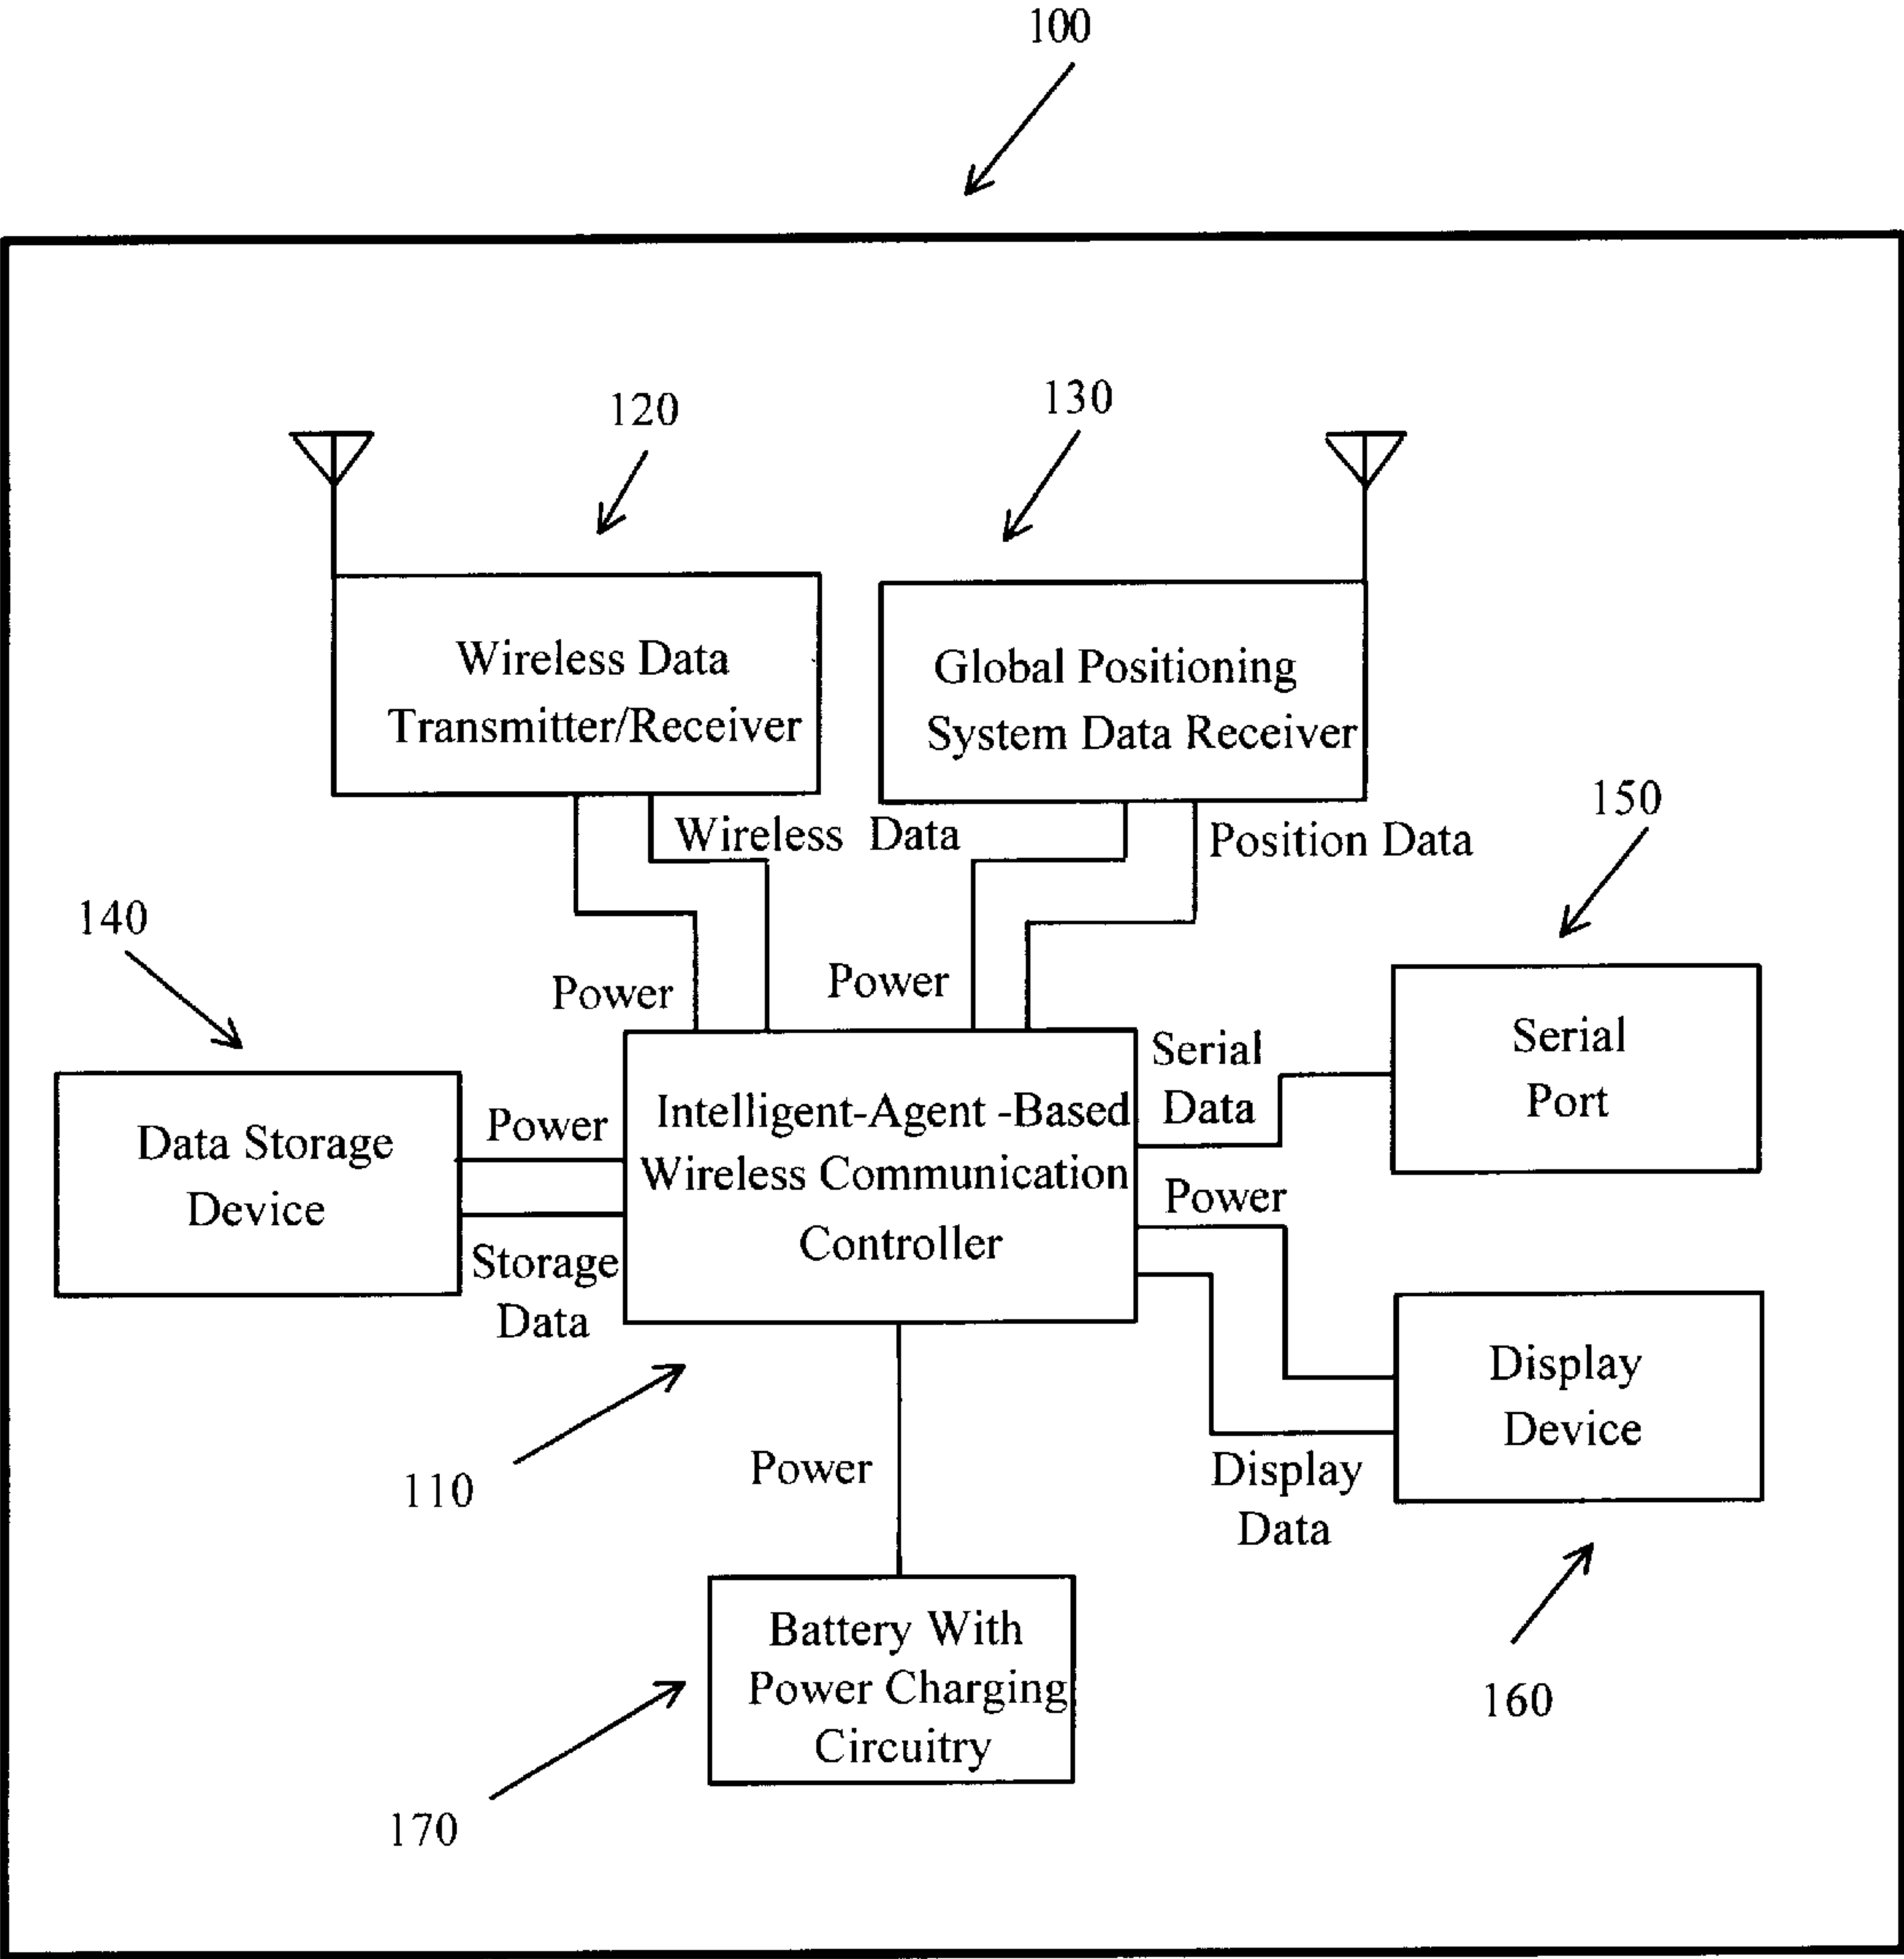 100
120
130
Wireless Data
Transmitter/Receiver
Global Positioning
System Data Receiver
150
Wireless Data
Position Data
140
Power
Power
Serial
Data
Serial
Port
Data Storage
Device
Power
Storage
Data
Intelligent-Agent -Based
Wireless Communication
Controller
Power
Display
Device
Display
Data
110
Power
160
Battery With
Power Charging
Circuitry
170